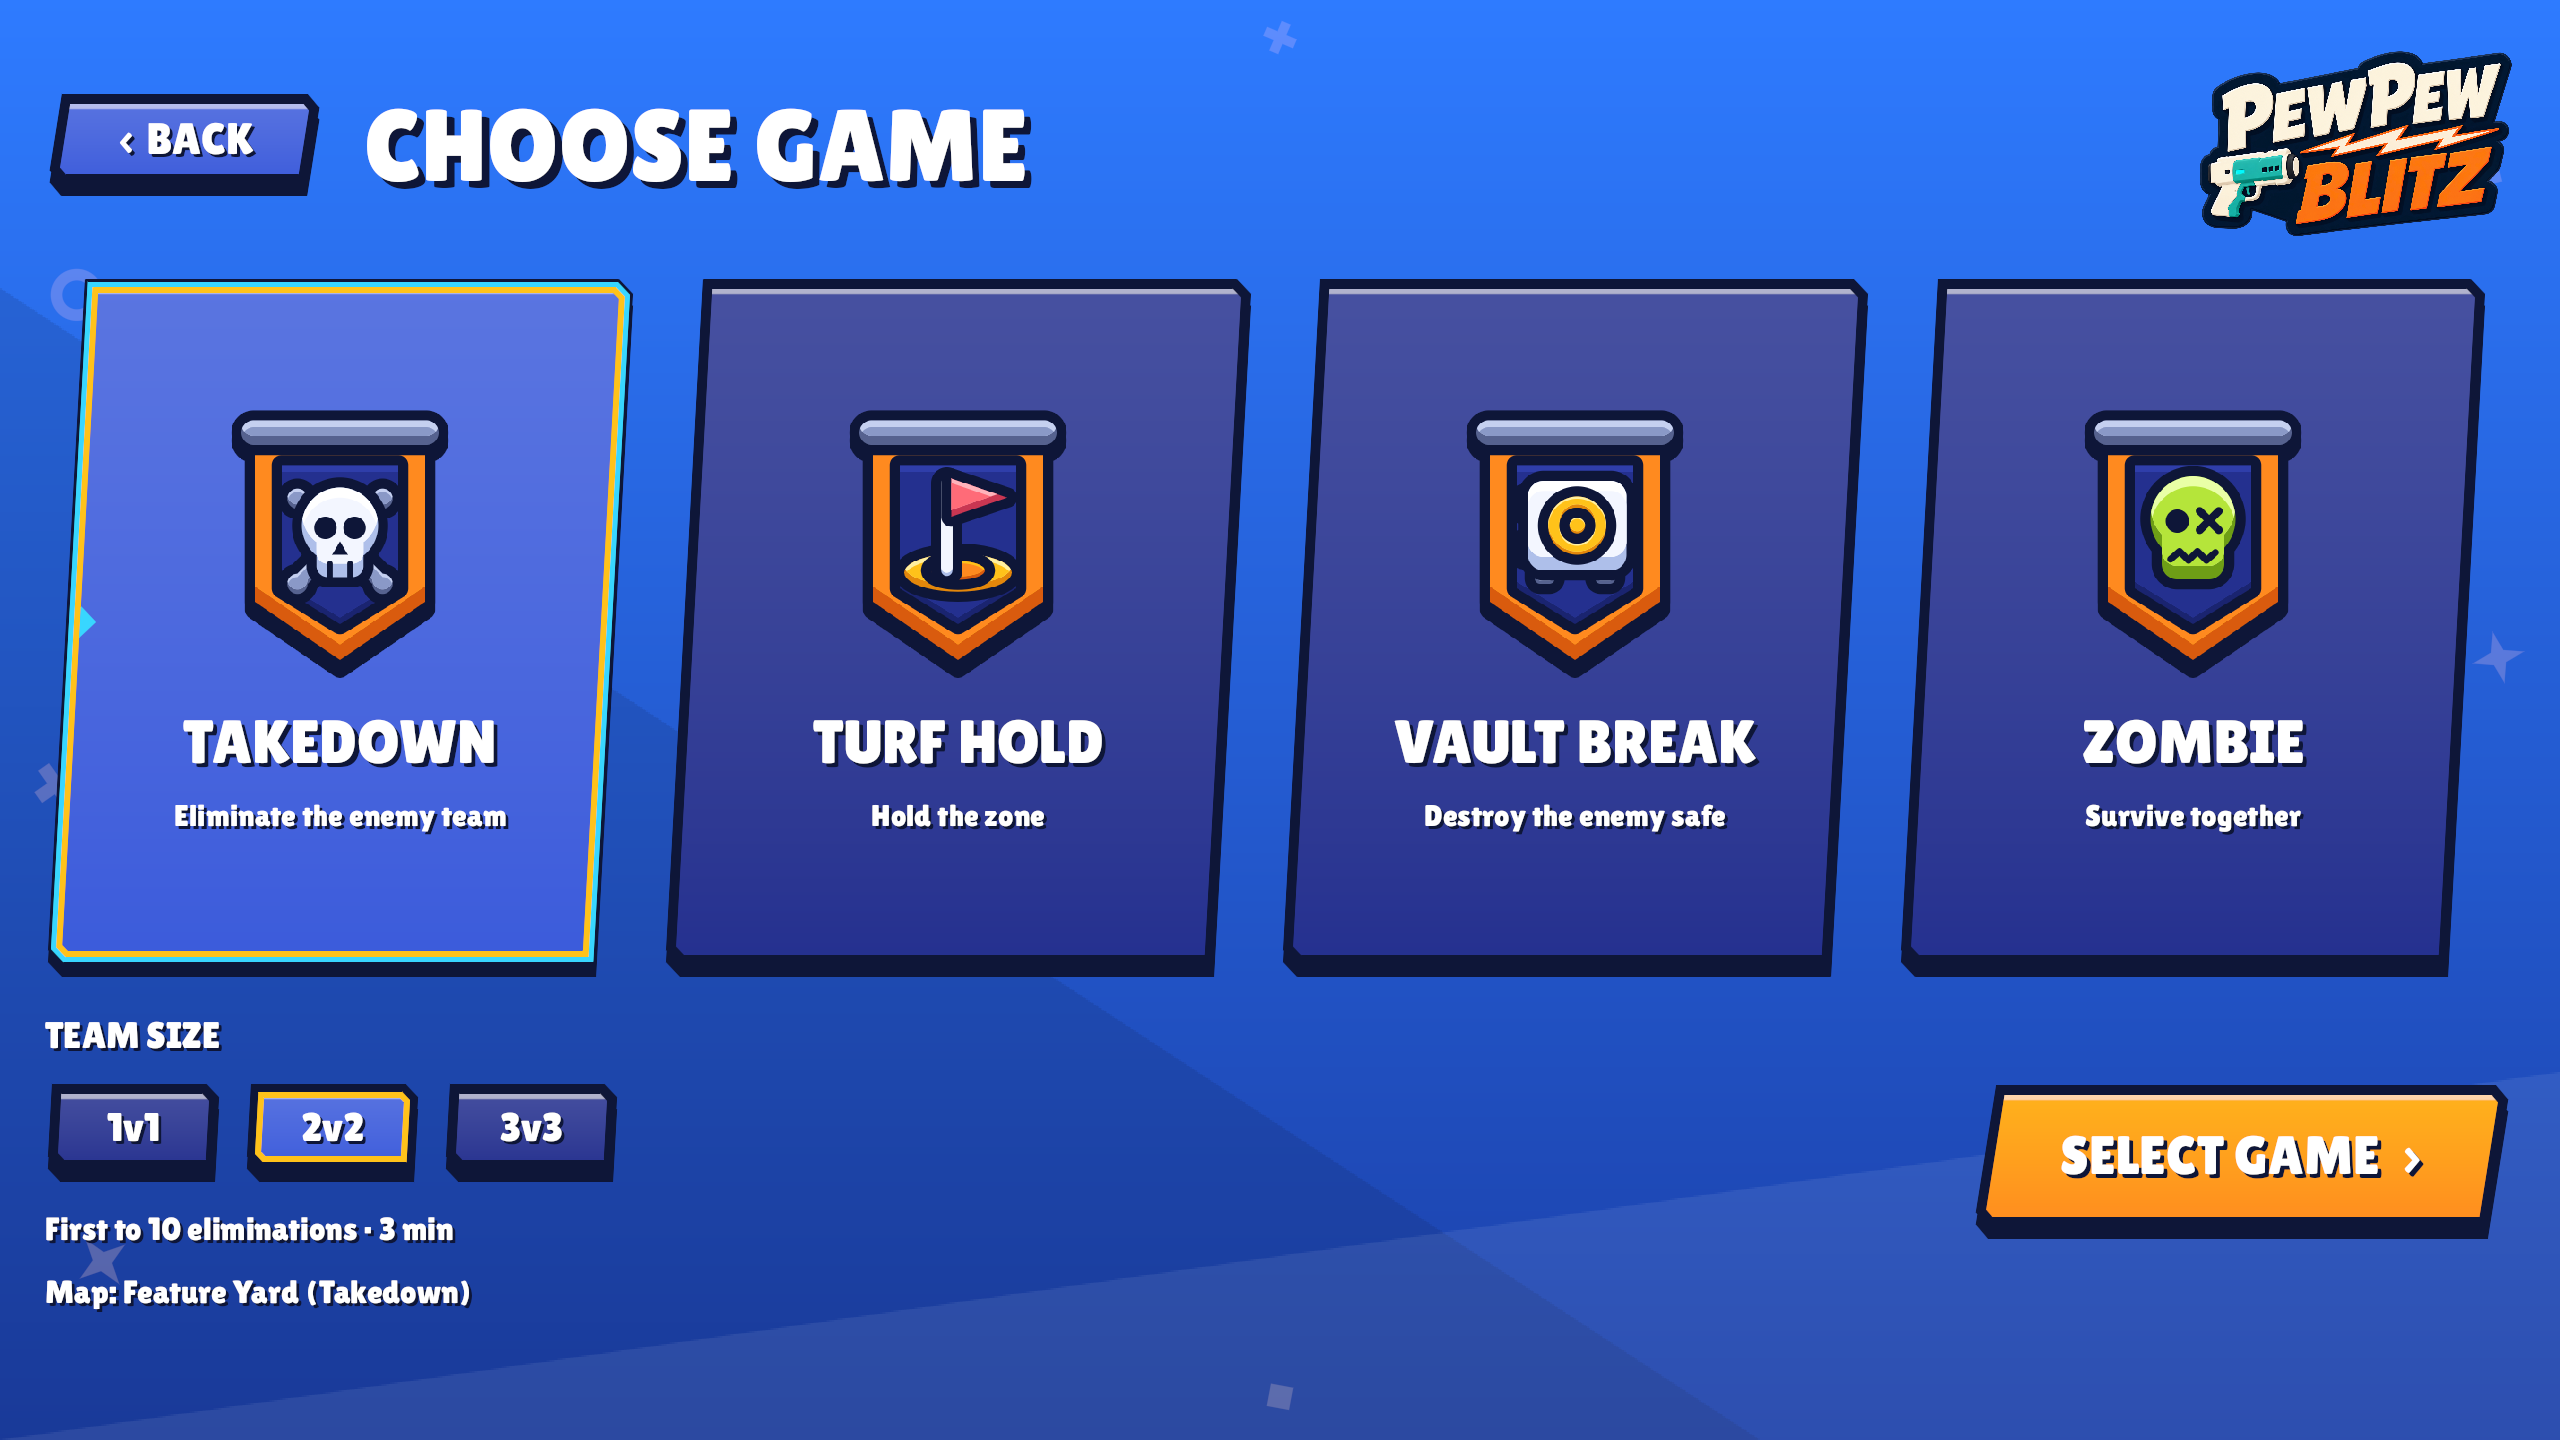 ‹ BACK
CHOOSE GAME
PEWPEW
BLITZ
TAKEDOWN
Eliminate the enemy team
TURF HOLD
Hold the zone
VAULT BREAK
Destroy the enemy safe
ZOMBIE
Survive together
TEAM SIZE
1v1
2v2
3v3
First to 10 eliminations · 3 min
Map: Feature Yard (Takedown)
SELECT GAME ›